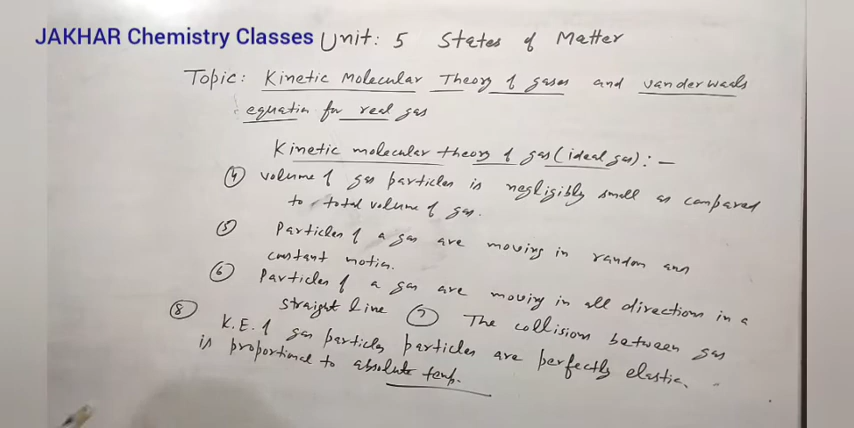 JAKHAR Chemistry Classes Unit: 5 States of Matter
Topic: Kinetic Molecular Theory of gases and vanderwaals
equation for real gas
Kinetic molecular theory of gas (ideal gas): -
④ volume of gas particles is negligibly small as compared
to total volume of gas.
⑤ Particles of a gas are moving in random and
constant motion.
⑥ Particles of a gas are moving in all direction in a
straight line ⑦ The collisions between gas
particles are perfectly elastic.
⑧ K.E. of gas particles
is proportional to absolute temp.